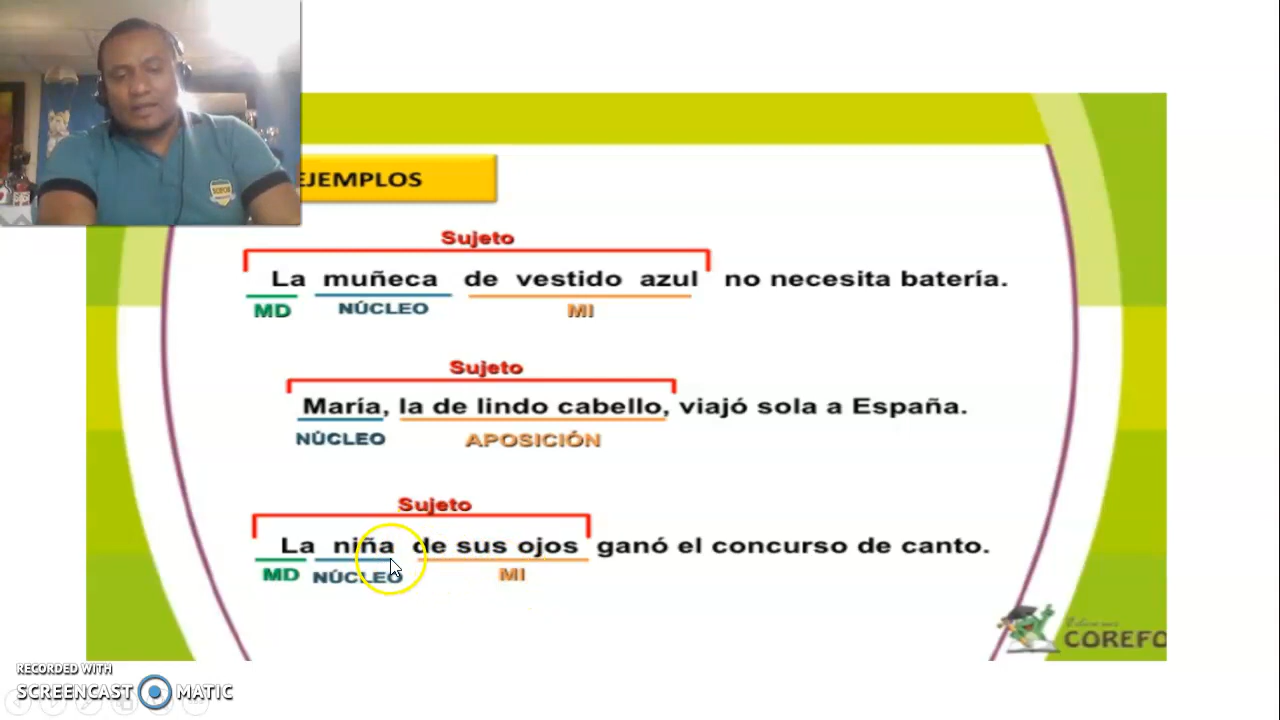 EJEMPLOS
Sujeto
La muñeca de vestido azul no necesita batería.
MD NÚCLEO MI
Sujeto
María, la de lindo cabello, viajó sola a España.
NÚCLEO APOSICIÓN
Sujeto
La niña de sus ojos ganó el concurso de canto.
MD NÚCLEO MI
COREFO
RECORDED WITH
SCREENCAST MATIC